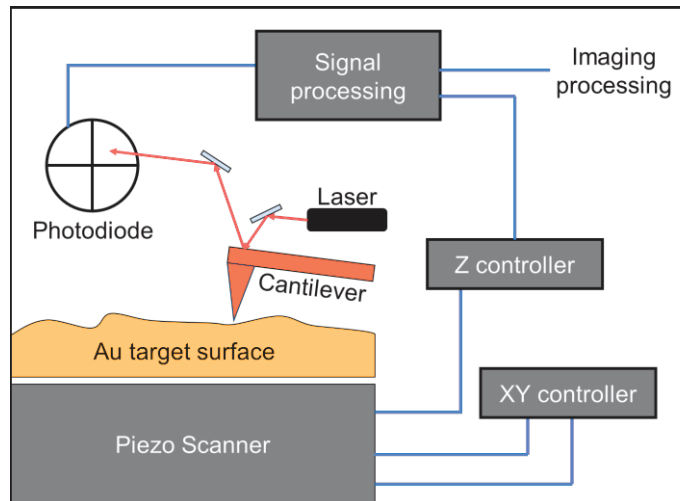 Signal
processing
Imaging
processing
Laser
Photodiode
Z controller
Cantilever
Au target surface
XY controller
Piezo Scanner